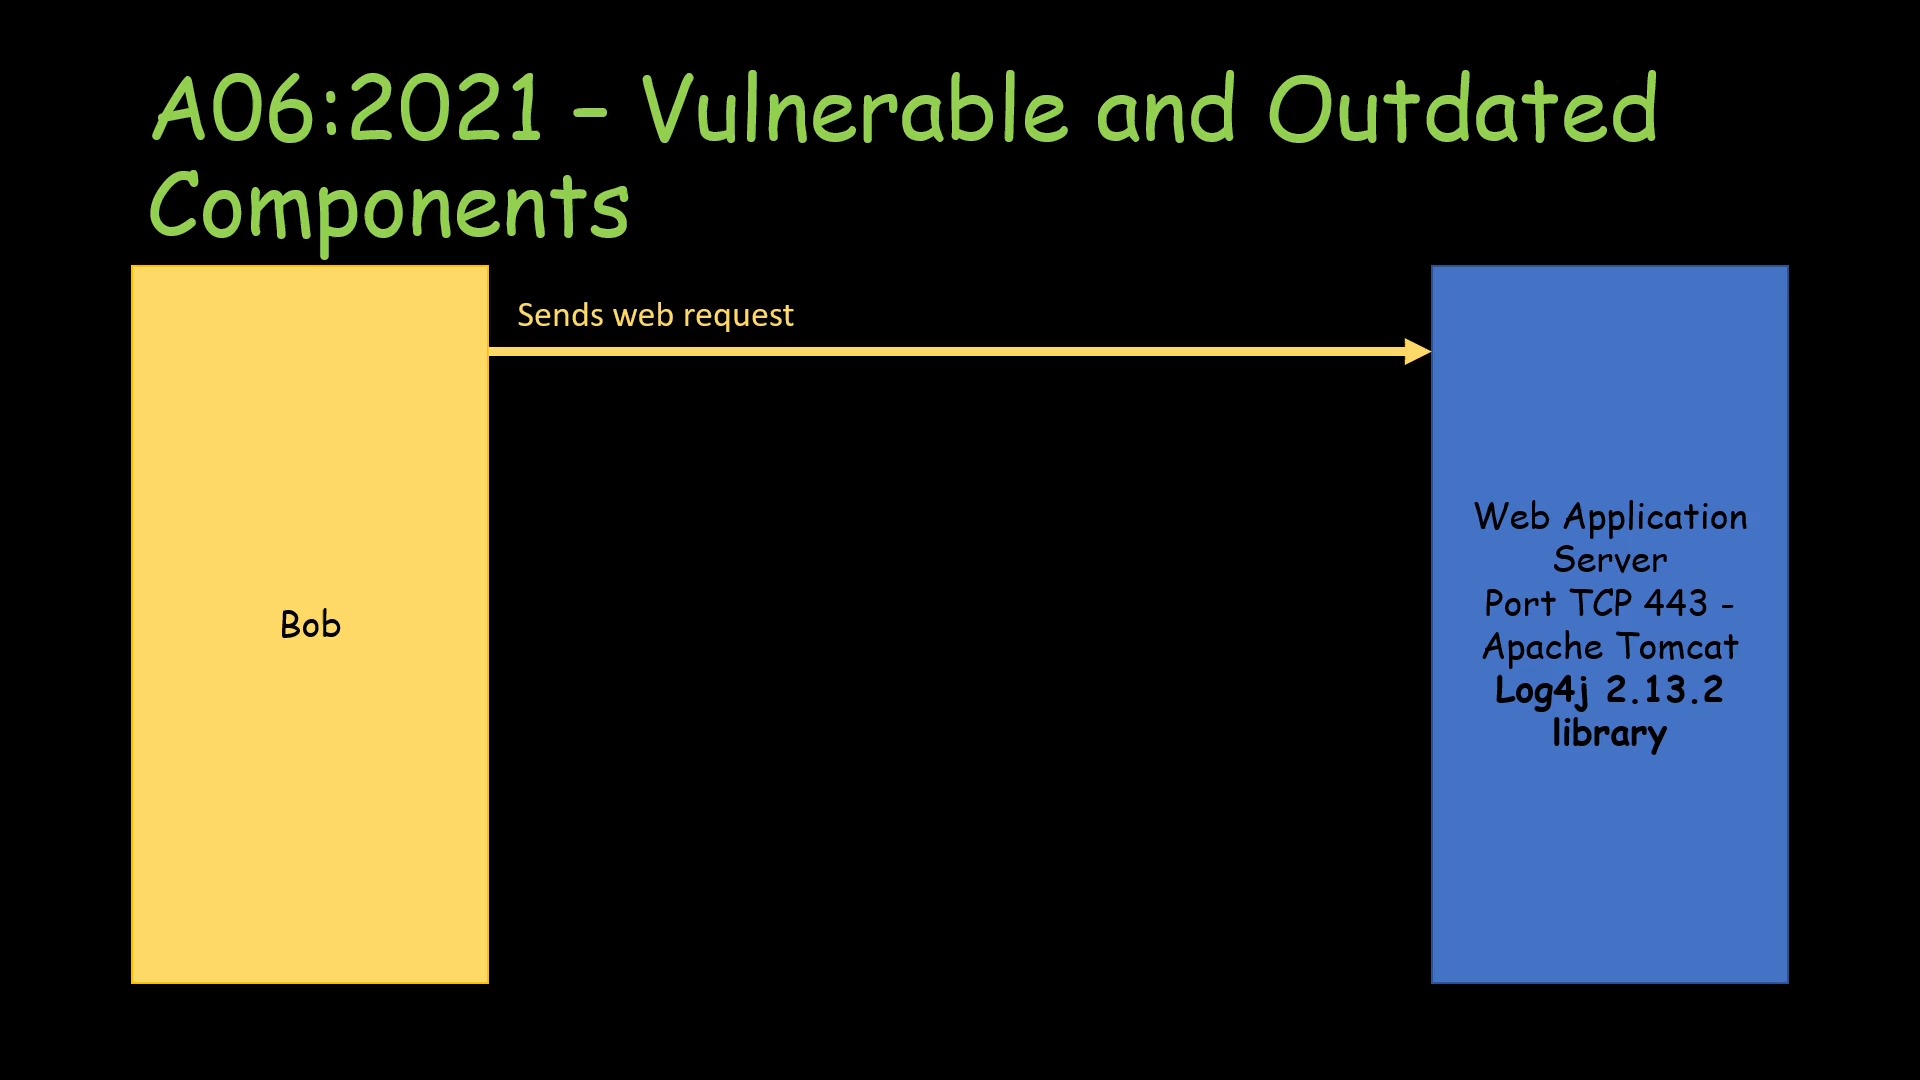 A06:2021 – Vulnerable and Outdated
Components
Sends web request
Bob
Web Application
Server
Port TCP 443 -
Apache Tomcat
Log4j 2.13.2
library